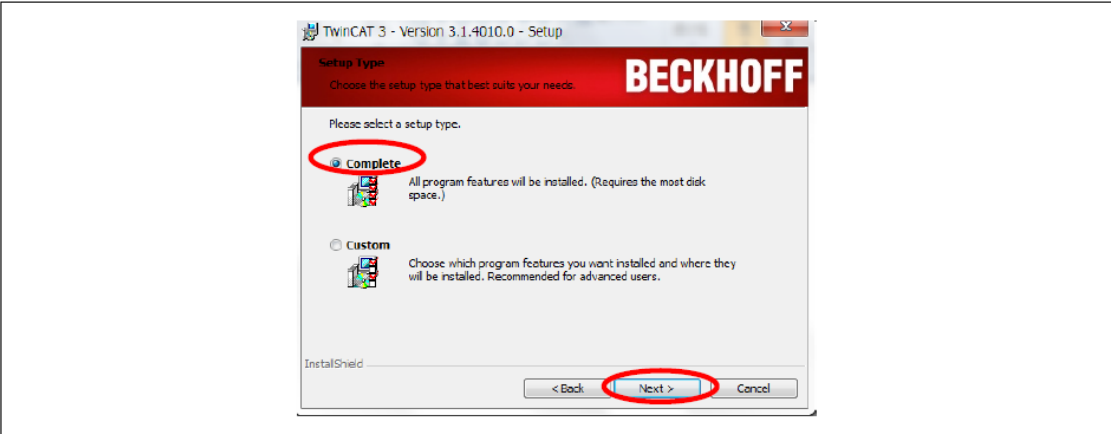 TwinCAT 3 - Version 3.1.4010.0 - Setup
Setup Type
Choose the setup type that best suits your needs.
BECKHOFF
Please select a setup type.
Complete
All program features will be installed. (Requires the most disk
space.)
Custom
Choose which program features you want installed and where they
will be installed. Recommended for advanced users.
InstallShield
< Back
Next >
Cancel